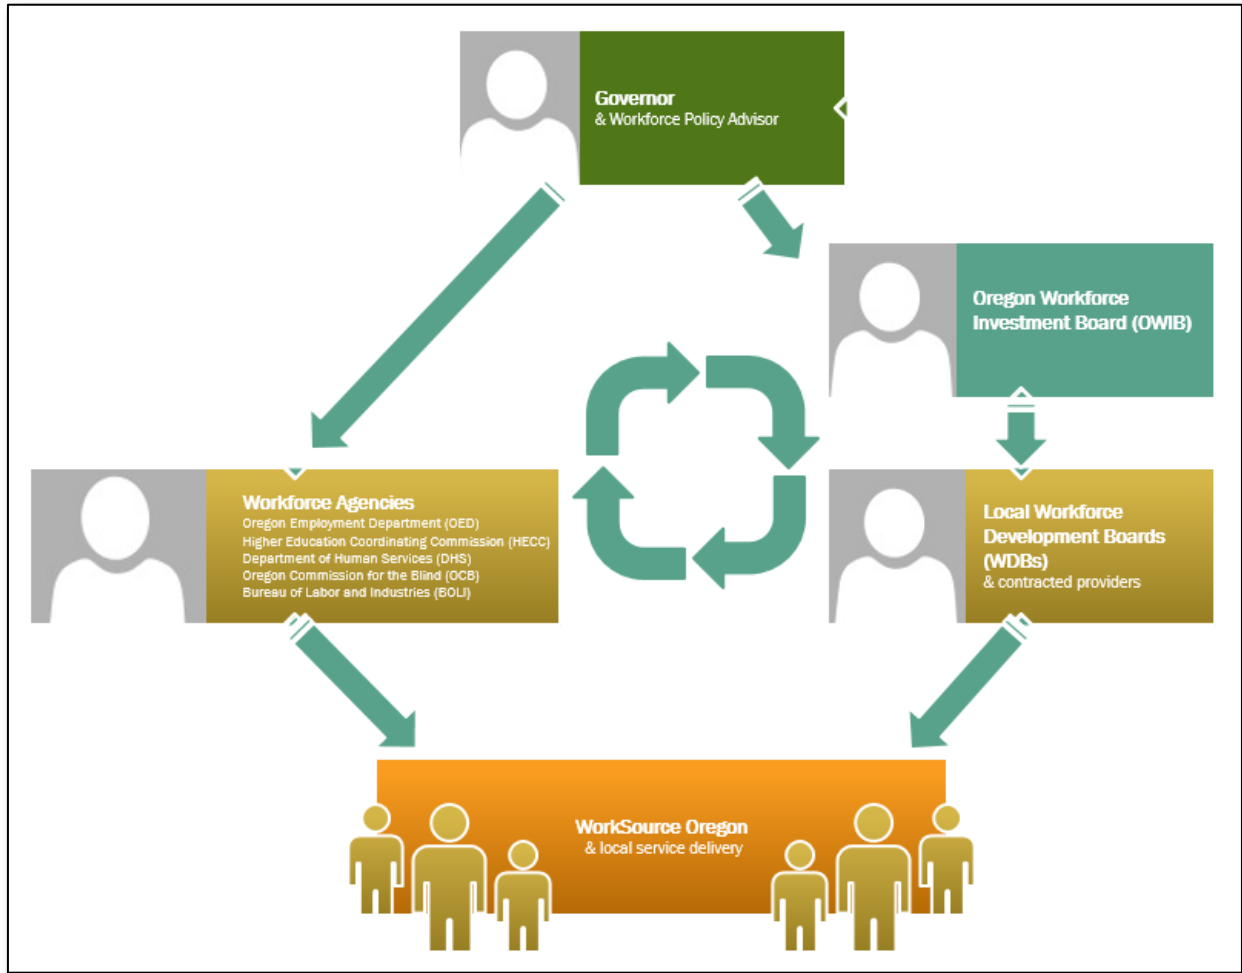 Governor
& Workforce Policy Advisor
Oregon Workforce
Investment Board (OWIB)
Workforce Agencies
Oregon Employment Department (OED)
Higher Education Coordinating Commission (HECC)
Department of Human Services (DHS)
Oregon Commission for the Blind (OCB)
Bureau of Labor and Industries (BOLI)
Local Workforce
Development Boards
(WDBs)
& contracted providers
WorkSource Oregon
& local service delivery